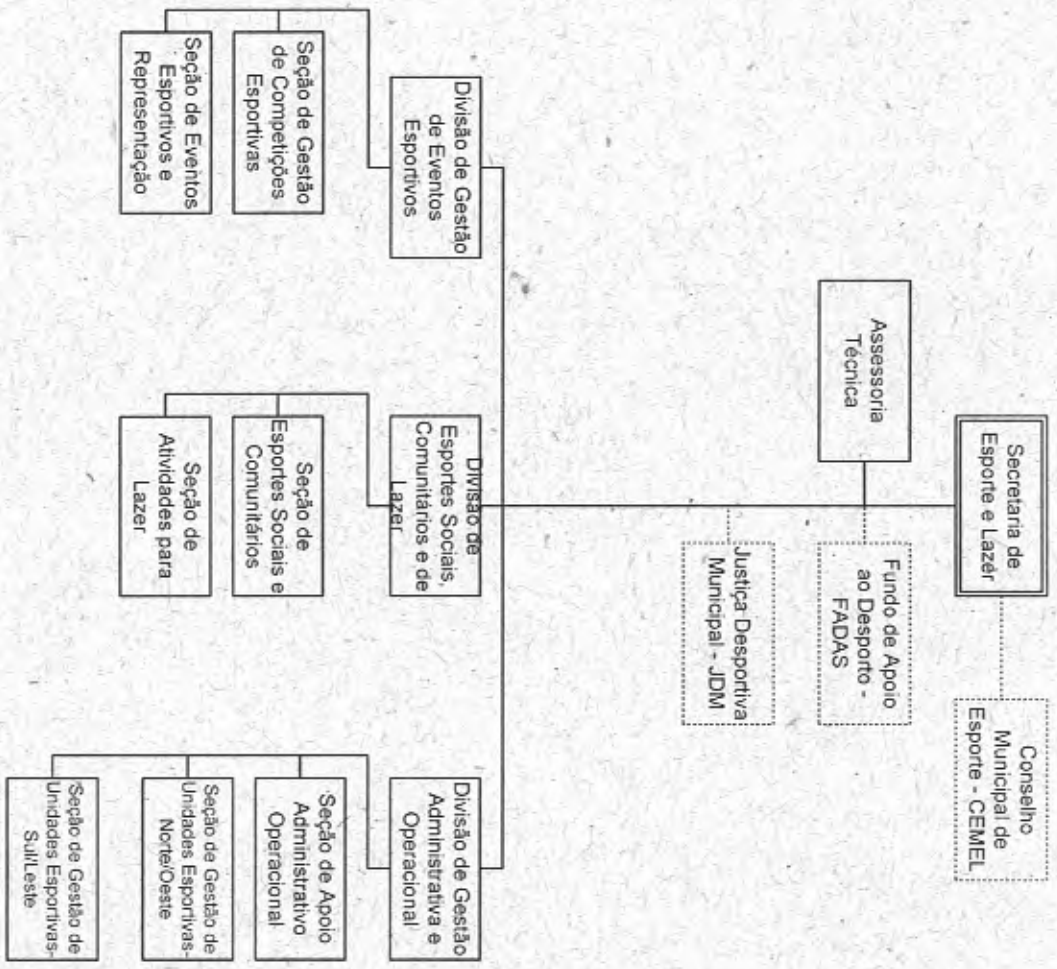 Secretaria de
Esporte e Lazer
Conselho
Municipal de
Esporte - CEMEL
Assessoria
Técnica
Fundo de Apoio
ao Desporto -
FADAS
Justiça Desportiva
Municipal - JDM
Divisão de Gestão
de Eventos
Esportivos
Seção de Gestão
de Competições
Esportivas
Seção de Eventos
Esportivos e
Representação
Divisão de
Esportes Sociais,
Comunitários e de
Lazer
Seção de
Esportes Sociais e
Comunitários
Seção de
Atividades para
Lazer
Divisão de Gestão
Administrativa e
Operacional
Seção de Apoio
Administrativo
Operacional
Seção de Gestão de
Unidades Esportivas-
Norte/Oeste
Seção de Gestão de
Unidades Esportivas-
Sul/Leste